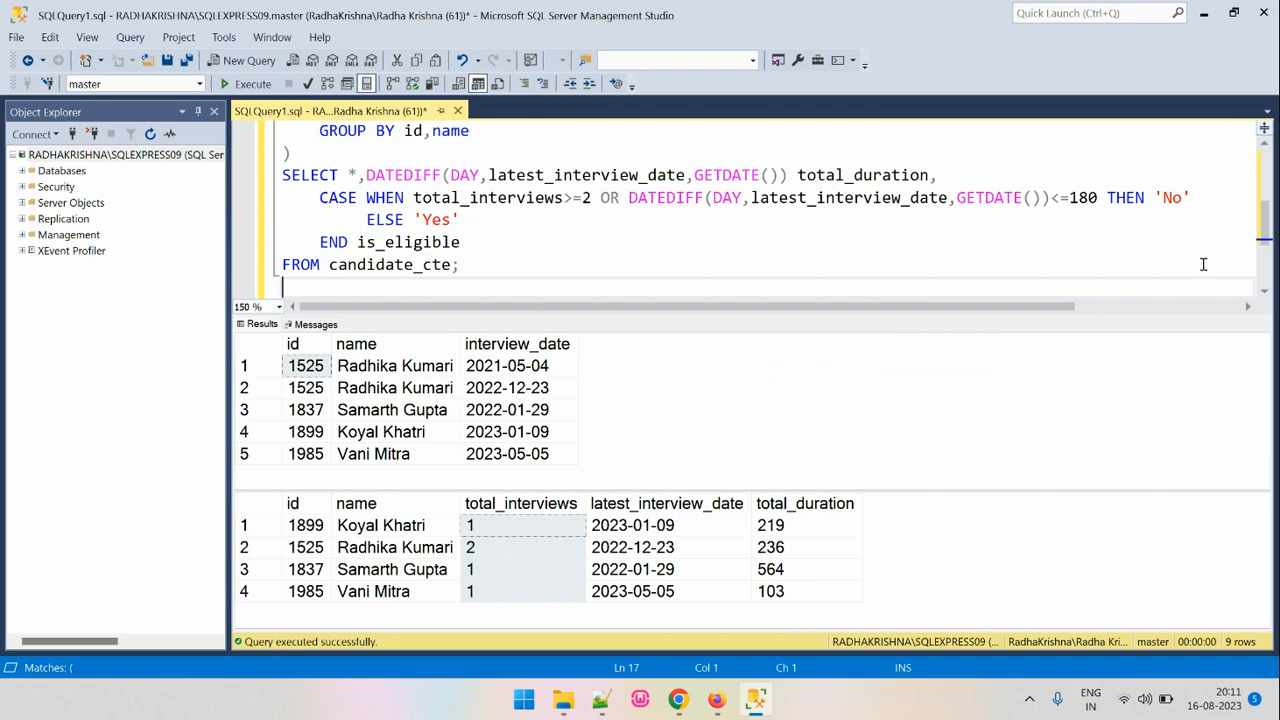 SQLQuery1.sql - RADHAKRISHNA\SQLEXPRESS09.master (RadhaKrishna\Radha Krishna (61))* - Microsoft SQL Server Management Studio
Quick Launch (Ctrl+Q)
File Edit View Query Project Tools Window Help
New Query
master Execute
Object Explorer
SQLQuery1.sql - RA...Radha Krishna (61))*
Connect
RADHAKRISHNA\SQLEXPRESS09 (SQL Ser
Databases
Security
Server Objects
Replication
Management
XEvent Profiler
GROUP BY id,name
)
SELECT *,DATEDIFF(DAY,latest_interview_date,GETDATE()) total_duration,
CASE WHEN total_interviews>=2 OR DATEDIFF(DAY,latest_interview_date,GETDATE())<=180 THEN 'No'
ELSE 'Yes'
END is_eligible
FROM candidate_cte;
150 %
Results Messages
id name interview_date
1 1525 Radhika Kumari 2021-05-04
2 1525 Radhika Kumari 2022-12-23
3 1837 Samarth Gupta 2022-01-29
4 1899 Koyal Khatri 2023-01-09
5 1985 Vani Mitra 2023-05-05
id name total_interviews latest_interview_date total_duration
1 1899 Koyal Khatri 1 2023-01-09 219
2 1525 Radhika Kumari 2 2022-12-23 236
3 1837 Samarth Gupta 1 2022-01-29 564
4 1985 Vani Mitra 1 2023-05-05 103
Query executed successfully. RADHAKRISHNA\SQLEXPRESS09 (... RadhaKrishna\Radha Kri... master 00:00:00 9 rows
Matches: ( Ln 17 Col 1 Ch 1 INS
ENG
IN
20:11
16-08-2023
5